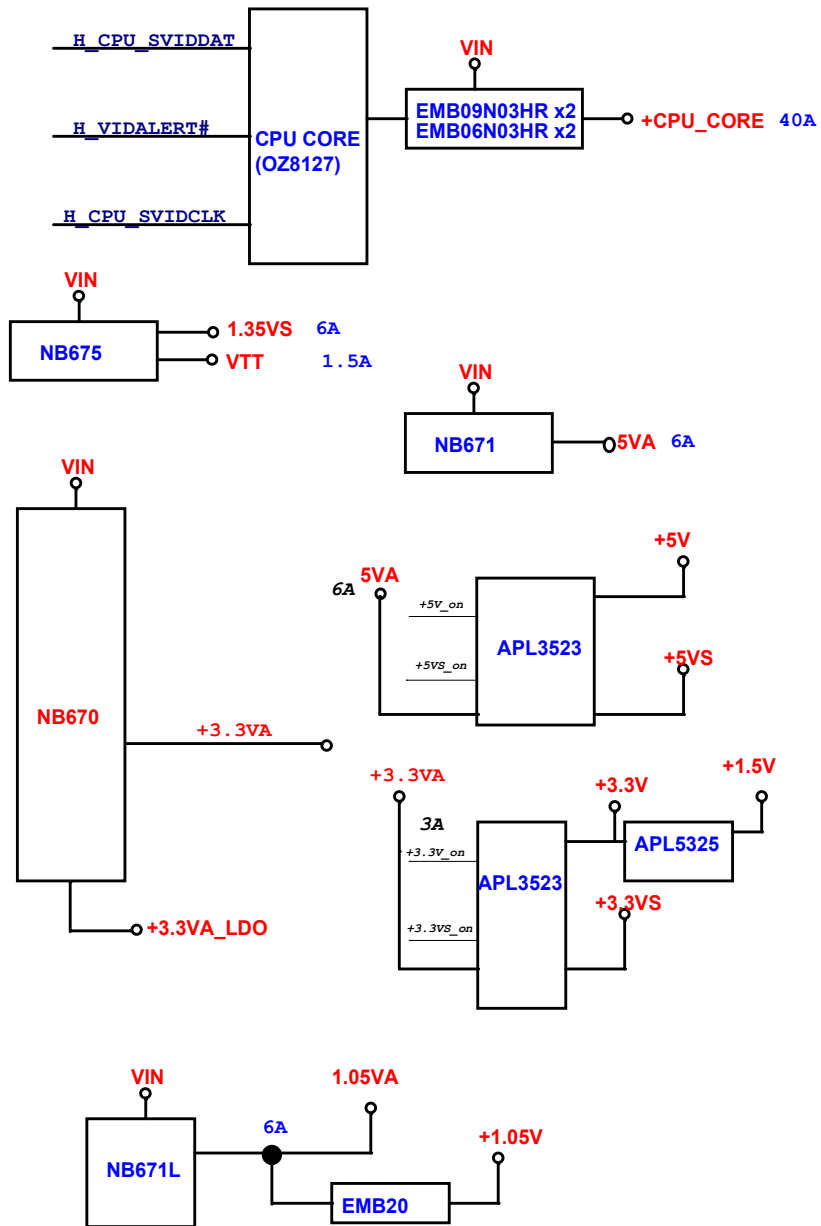 H_CPU_SVIDDAT
H_VIDALERT#
H_CPU_SVIDCLK
CPU CORE
(OZ8127)
VIN
EMB09N03HR x2
EMB06N03HR x2
+CPU_CORE 40A
VIN
NB675
1.35VS 6A
VTT 1.5A
VIN
NB671
5VA 6A
VIN
NB670
+3.3VA
+3.3VA_LDO
6A 5VA
+5V_on
+5VS_on
APL3523
+5V
+5VS
+3.3VA
3A
+3.3V_on
+3.3VS_on
APL3523
+3.3V
+3.3VS
APL5325
+1.5V
VIN
NB671L
6A
1.05VA
EMB20
+1.05V